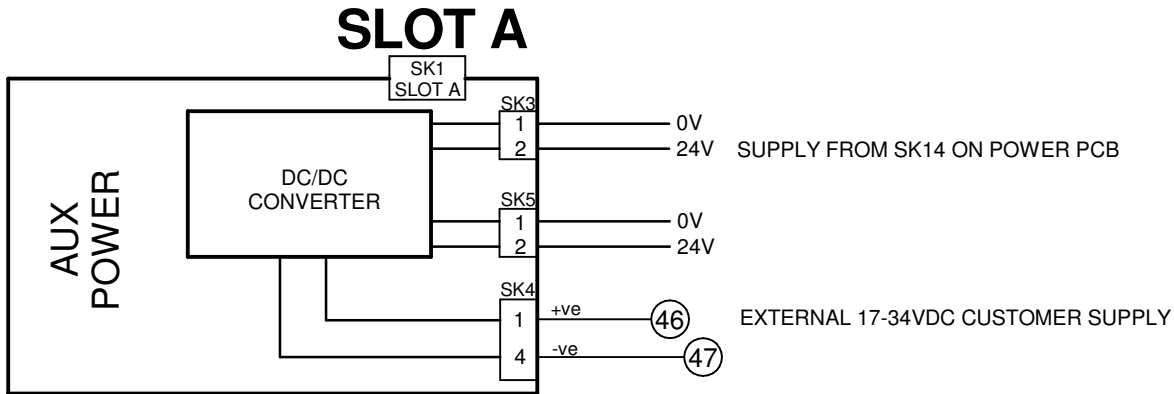 SLOT A
SK1
SLOT A
SK3
1 0V
2 24V SUPPLY FROM SK14 ON POWER PCB
DC/DC
CONVERTER
AUX
POWER
SK5
1 0V
2 24V
SK4
1 +ve 46 EXTERNAL 17-34VDC CUSTOMER SUPPLY
4 -ve 47